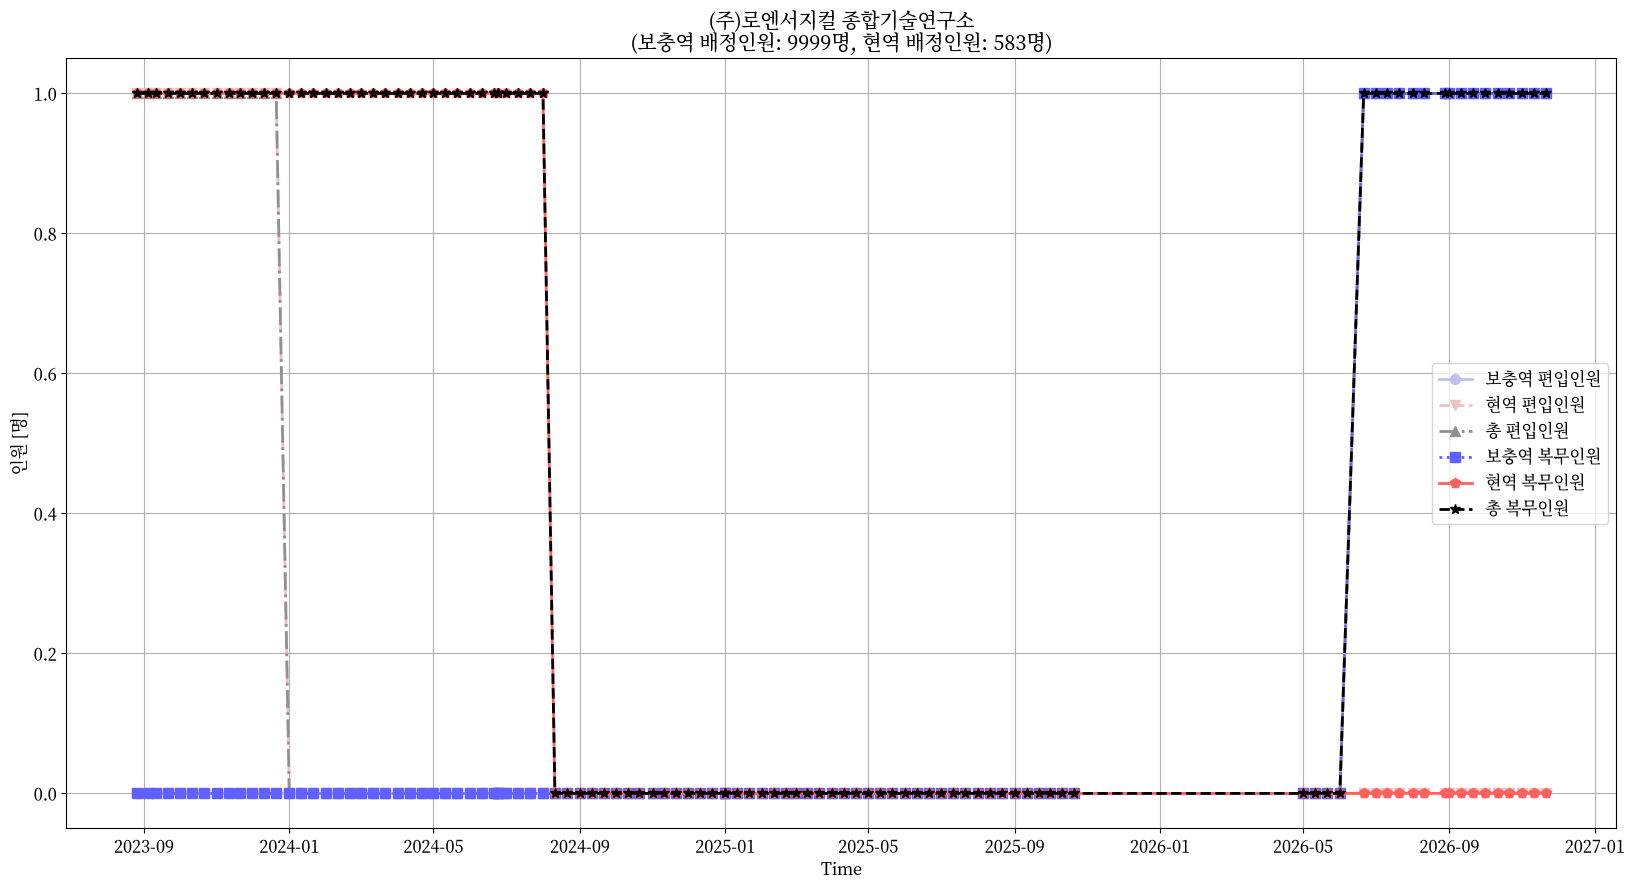 (주)로엔서지컬 종합기술연구소
(보충역 배정인원: 9999명, 현역 배정인원: 583명)
인원 [명]
1.0
0.8
0.6
0.4
0.2
0.0
보충역 편입인원
현역 편입인원
총 편입인원
보충역 복무인원
현역 복무인원
총 복무인원
2023-09 2024-01 2024-05 2024-09 2025-01 2025-05 2025-09 2026-01 2026-05 2026-09 2027-01
Time